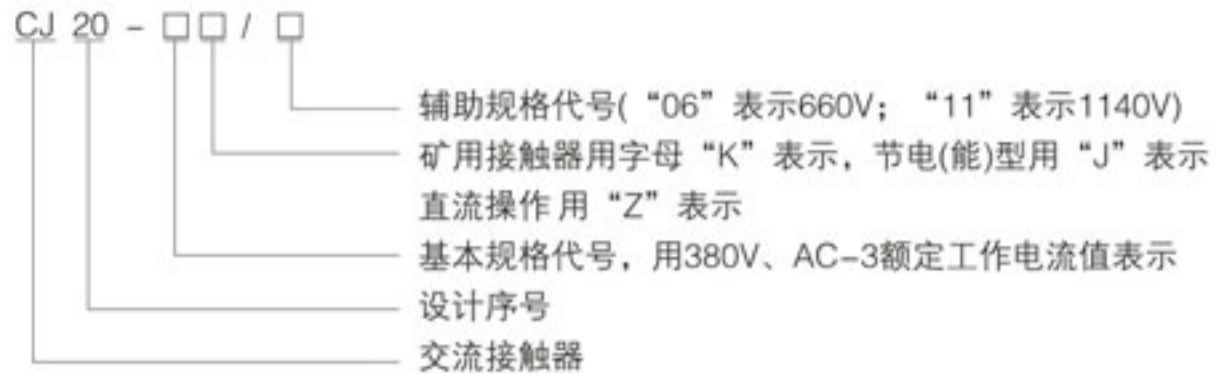 CJ 20 - □□ / □
辅助规格代号(“06”表示660V；“11”表示1140V)
矿用接触器用字母“K”表示，节电(能)型用“J”表示
直流操作用“Z”表示
基本规格代号，用380V、AC-3额定工作电流值表示
设计序号
交流接触器